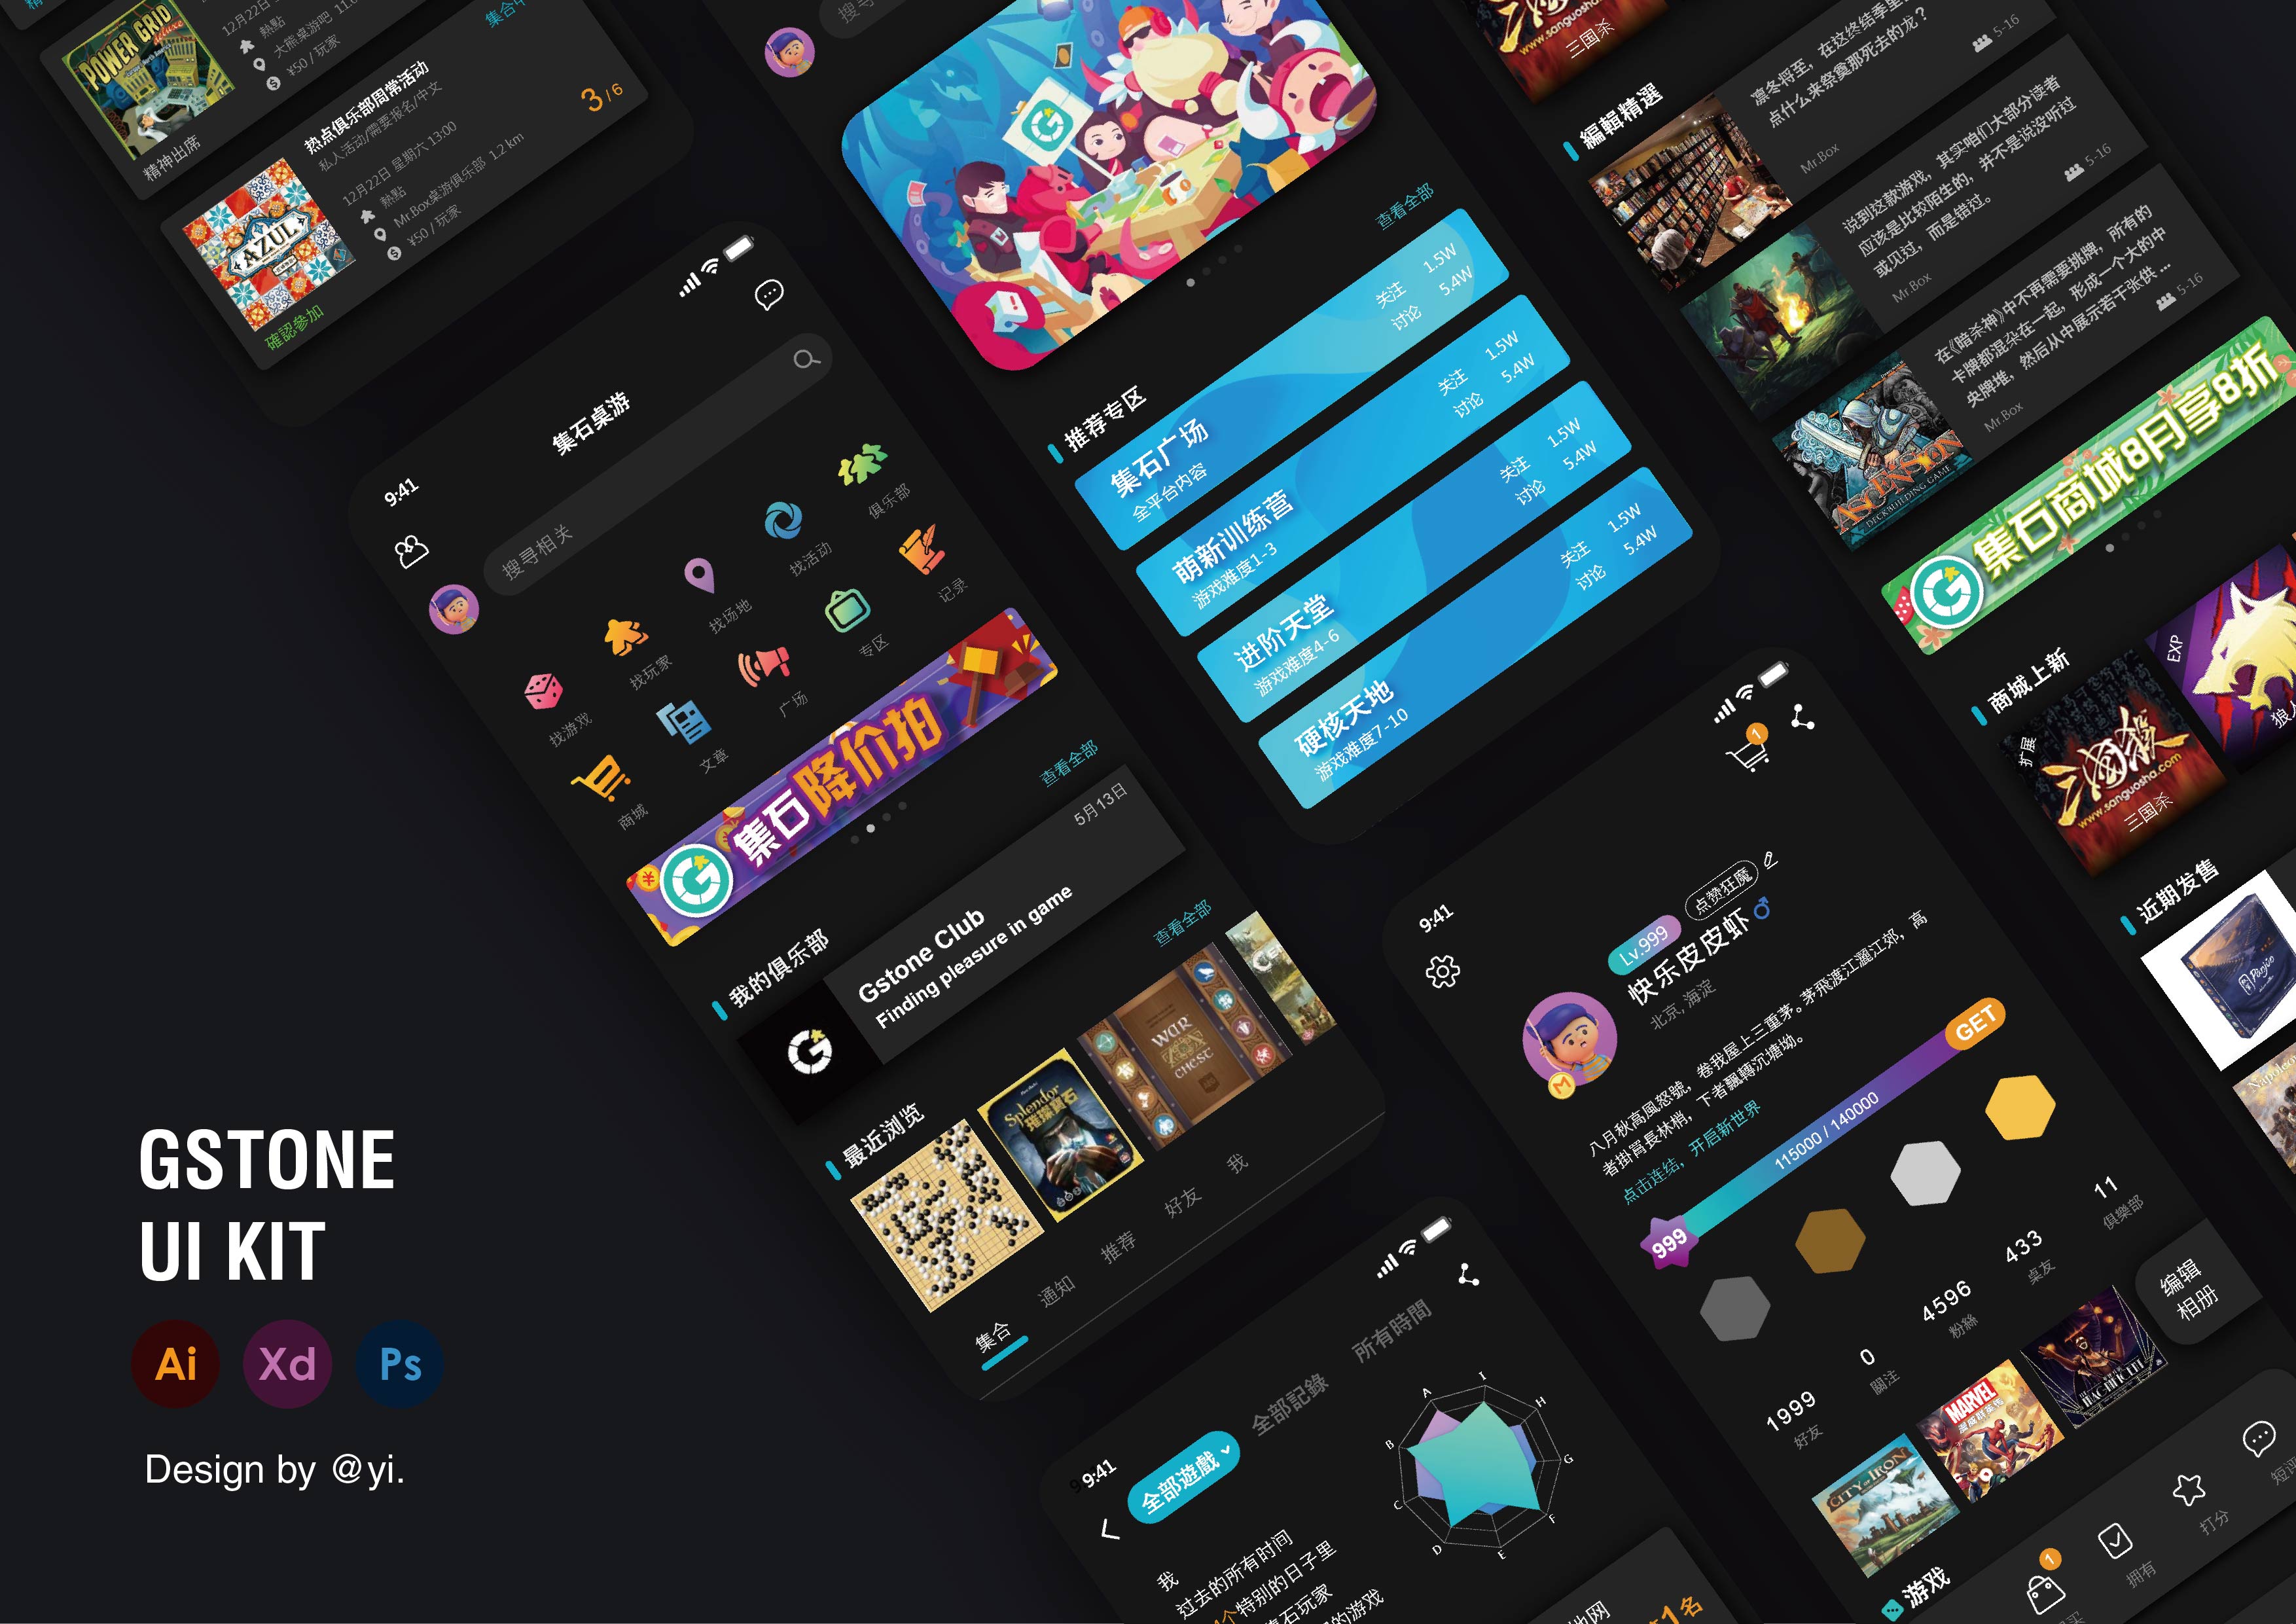 GSTONE
UI KIT
Ai Xd Ps
Design by @yi.
POWER GRID
deluxe
精神出席
12月22日
熱點
大熊桌游吧
¥50 / 玩家
热点俱乐部周常活动
私人活动/需要报名/中文
12月22日 星期六 13:00
熱點
Mr.Box桌游俱乐部 1.2 km
¥50 / 玩家
3 / 6
AZUL
確認參加
9:41
集石桌游
搜寻相关
找游戏
找玩家
找场地
找活动
俱乐部
商城
文章
广场
专区
记录
集石降价拍
我的俱乐部
查看全部
Gstone Club
Finding pleasure in game
5月13日
最近浏览
查看全部
Splendor
璀璨宝石
WAR
CHEST
集合
通知
推荐
好友
我
推荐专区
查看全部
集石广场
全平台内容
关注 1.5W
讨论 5.4W
萌新训练营
游戏难度1-3
关注 1.5W
讨论 5.4W
进阶天堂
游戏难度4-6
关注 1.5W
讨论 5.4W
硬核天地
游戏难度7-10
关注 1.5W
讨论 5.4W
www.sanguosha.com
三国杀
編輯精選
凛冬将至，在这终结季里
点什么来祭奠那死去的龙？
Mr.Box
5-16
说到这款游戏，其实咱们大部分读者
应该是比较陌生的，并不是说没听过
或见过，而是错过。
Mr.Box
5-16
在《暗杀神》中不再需要挑牌，所有的
卡牌都混杂在一起，形成一个大的中
央牌堆，然后从中展示若干张供 ...
Mr.Box
5-16
ASCENSION
DECKBUILDING GAME
集石商城8月享8折
商城上新
扩展
www.sanguosha.com
三国杀
EXP
狼人
近期发售
9:41
1
Lv.999
点赞狂魔
快乐皮皮虾
北京, 海淀
M
八月秋高風怒號，卷我屋上三重茅。茅飛渡江灑江郊，高
者掛罥長林梢，下者飄轉沉塘坳。
点击连结，开启新世界
999
115000 / 140000
GET
1999
好友
0
關注
4596
粉絲
433
桌友
11
俱樂部
编辑
相册
CITY OF IRON
MARVEL
游戏
1
拥有
打分
短评
9:41
全部遊戲
全部記錄
所有時間
A
B
C
D
E
F
G
H
I
我
过去的所有时间
个特别的日子里
集石玩家
的游戏
第1名